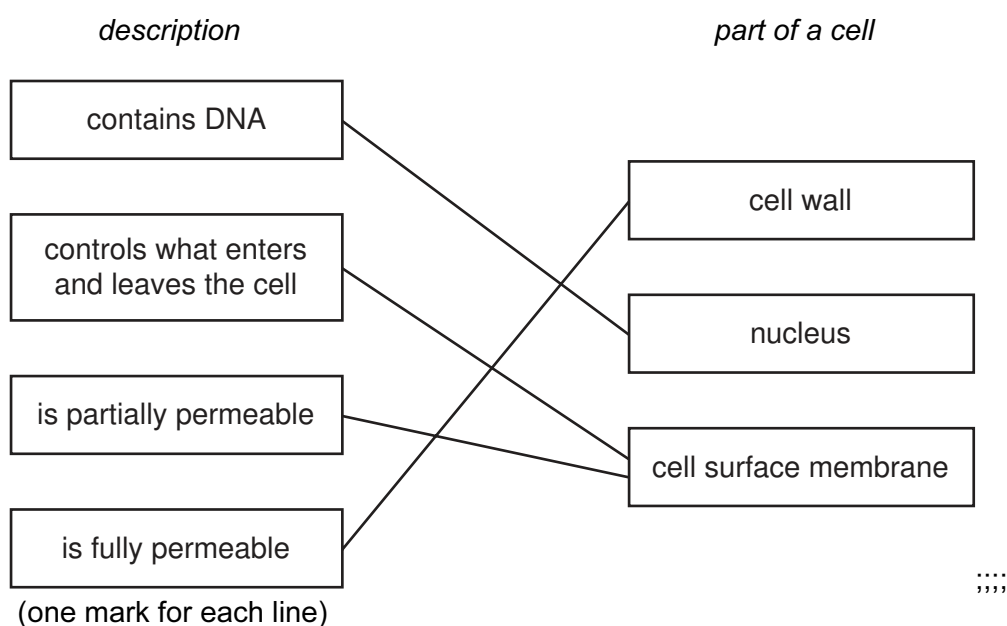 description
contains DNA
controls what enters
and leaves the cell
is partially permeable
is fully permeable
(one mark for each line)
part of a cell
cell wall
nucleus
cell surface membrane
;;;;